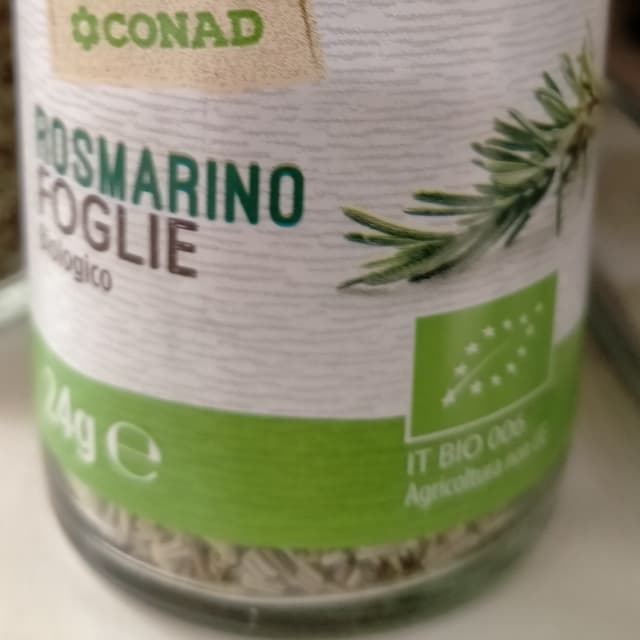 CONAD
ROSMARINO
FOGLIE
Biologico
24g e
IT BIO 006
Agricoltura non UE